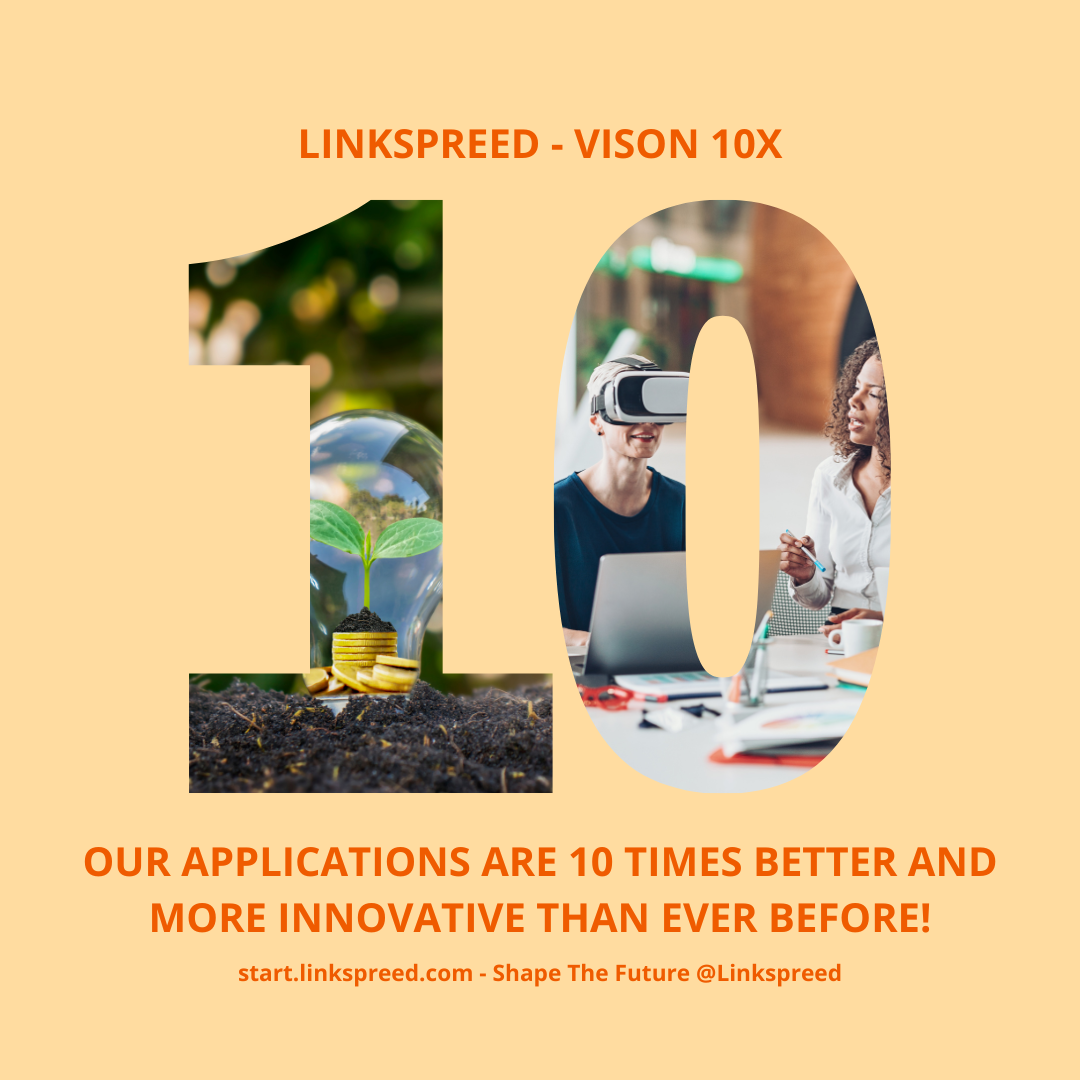 LINKSPREED - VISON 10X
10
OUR APPLICATIONS ARE 10 TIMES BETTER AND
MORE INNOVATIVE THAN EVER BEFORE!
start.linkspreed.com - Shape The Future @Linkspreed